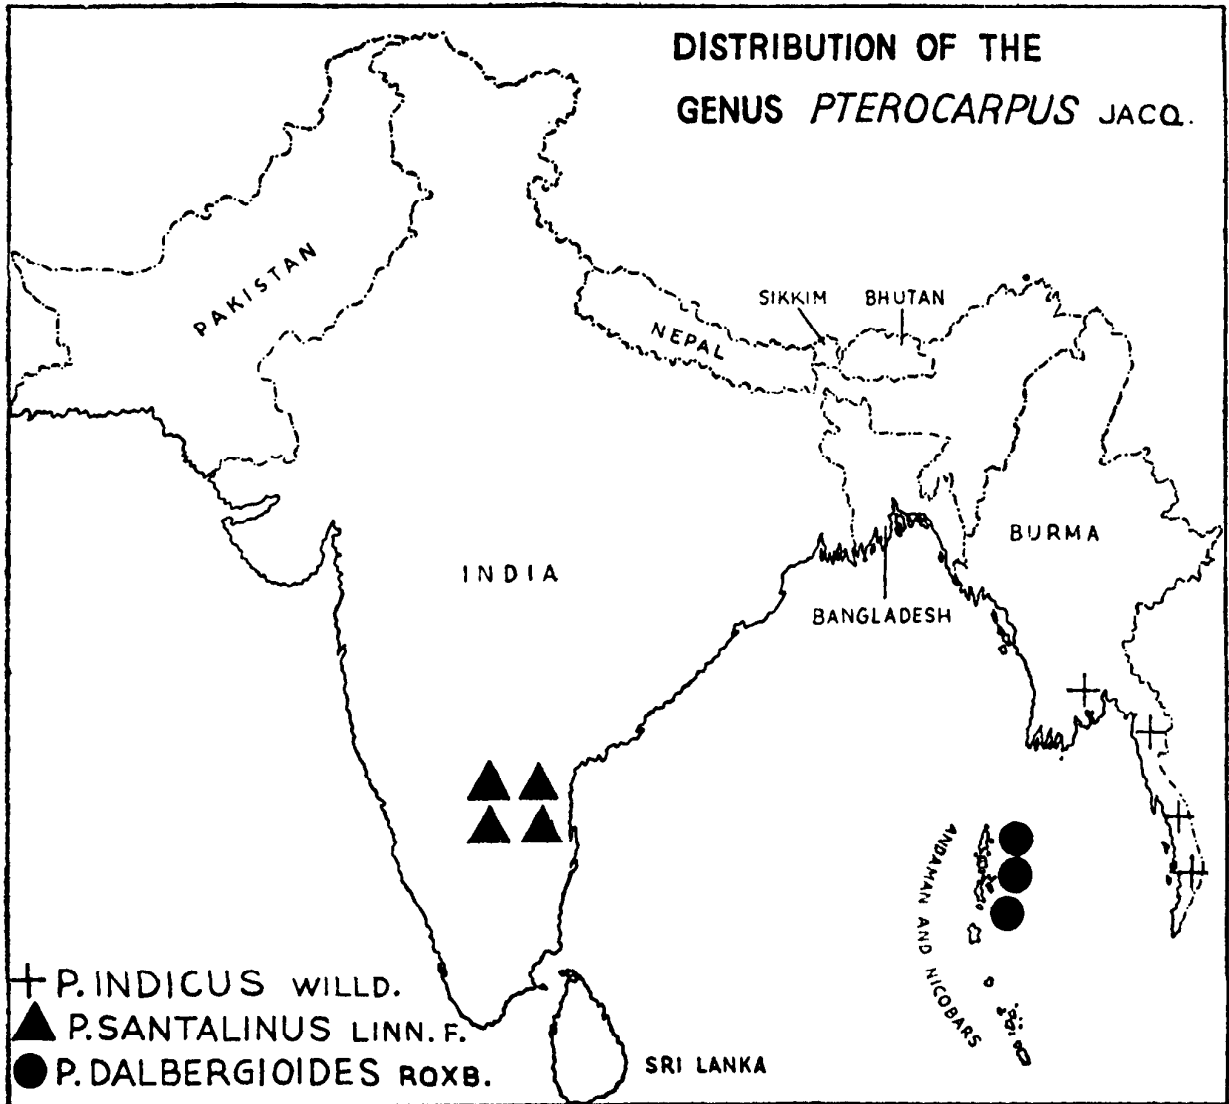 DISTRIBUTION OF THE
GENUS PTEROCARPUS JACQ.
PAKISTAN
SIKKIM
BHUTAN
NEPAL
INDIA
BURMA
BANGLADESH
ANDAMAN AND NICOBARS
P. INDICUS WILLD.
P. SANTALINUS LINN. F.
P. DALBERGIOIDES ROXB.
SRI LANKA